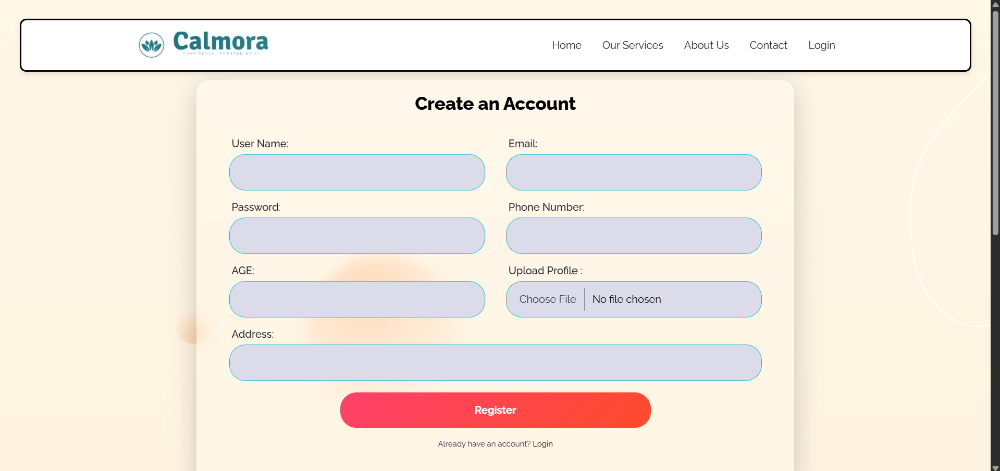 Calmora
YOUR PEACE. POWERED BY AI
Home Our Services About Us Contact Login
Create an Account
User Name: Email:
Password: Phone Number:
AGE: Upload Profile :
Choose File No file chosen
Address:
Register
Already have an account? Login